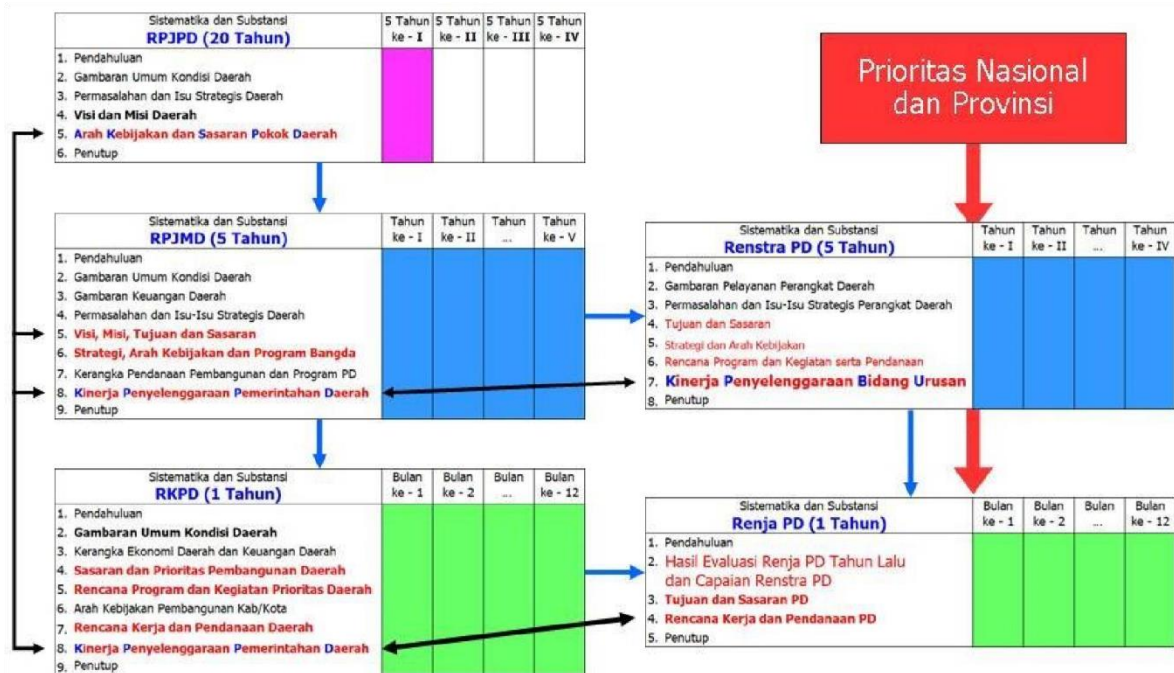 Sistematika dan Substansi
RPJPD (20 Tahun)
5 Tahun ke - I
5 Tahun ke - II
5 Tahun ke - III
5 Tahun ke - IV
1. Pendahuluan
2. Gambaran Umum Kondisi Daerah
3. Permasalahan dan Isu Strategis Daerah
4. Visi dan Misi Daerah
5. Arah Kebijakan dan Sasaran Pokok Daerah
6. Penutup
Prioritas Nasional
dan Provinsi
Sistematika dan Substansi
RPJMD (5 Tahun)
Tahun ke - I
Tahun ke - II
Tahun ...
Tahun ke - V
1. Pendahuluan
2. Gambaran Umum Kondisi Daerah
3. Gambaran Keuangan Daerah
4. Permasalahan dan Isu-Isu Strategis Daerah
5. Visi, Misi, Tujuan dan Sasaran
6. Strategi, Arah Kebijakan dan Program Bangda
7. Kerangka Pendanaan Pembangunan dan Program PD
8. Kinerja Penyelenggaraan Pemerintahan Daerah
9. Penutup
Sistematika dan Substansi
Renstra PD (5 Tahun)
Tahun ke - I
Tahun ke - II
Tahun ...
Tahun ke - IV
1. Pendahuluan
2. Gambaran Pelayanan Perangkat Daerah
3. Permasalahan dan Isu-Isu Strategis Perangkat Daerah
4. Tujuan dan Sasaran
5. Strategi dan Arah Kebijakan
6. Rencana Program dan Kegiatan serta Pendanaan
7. Kinerja Penyelenggaraan Bidang Urusan
8. Penutup
Sistematika dan Substansi
RKPD (1 Tahun)
Bulan ke - 1
Bulan ke - 2
Bulan ...
Bulan ke - 12
1. Pendahuluan
2. Gambaran Umum Kondisi Daerah
3. Kerangka Ekonomi Daerah dan Keuangan Daerah
4. Sasaran dan Prioritas Pembangunan Daerah
5. Rencana Program dan Kegiatan Prioritas Daerah
6. Arah Kebijakan Pembangunan Kab/Kota
7. Rencana Kerja dan Pendanaan Daerah
8. Kinerja Penyelenggaraan Pemerintahan Daerah
9. Penutup
Sistematika dan Substansi
Renja PD (1 Tahun)
Bulan ke - 1
Bulan ke - 2
Bulan ...
Bulan ke - 12
1. Pendahuluan
2. Hasil Evaluasi Renja PD Tahun Lalu
dan Capaian Renstra PD
3. Tujuan dan Sasaran PD
4. Rencana Kerja dan Pendanaan PD
5. Penutup